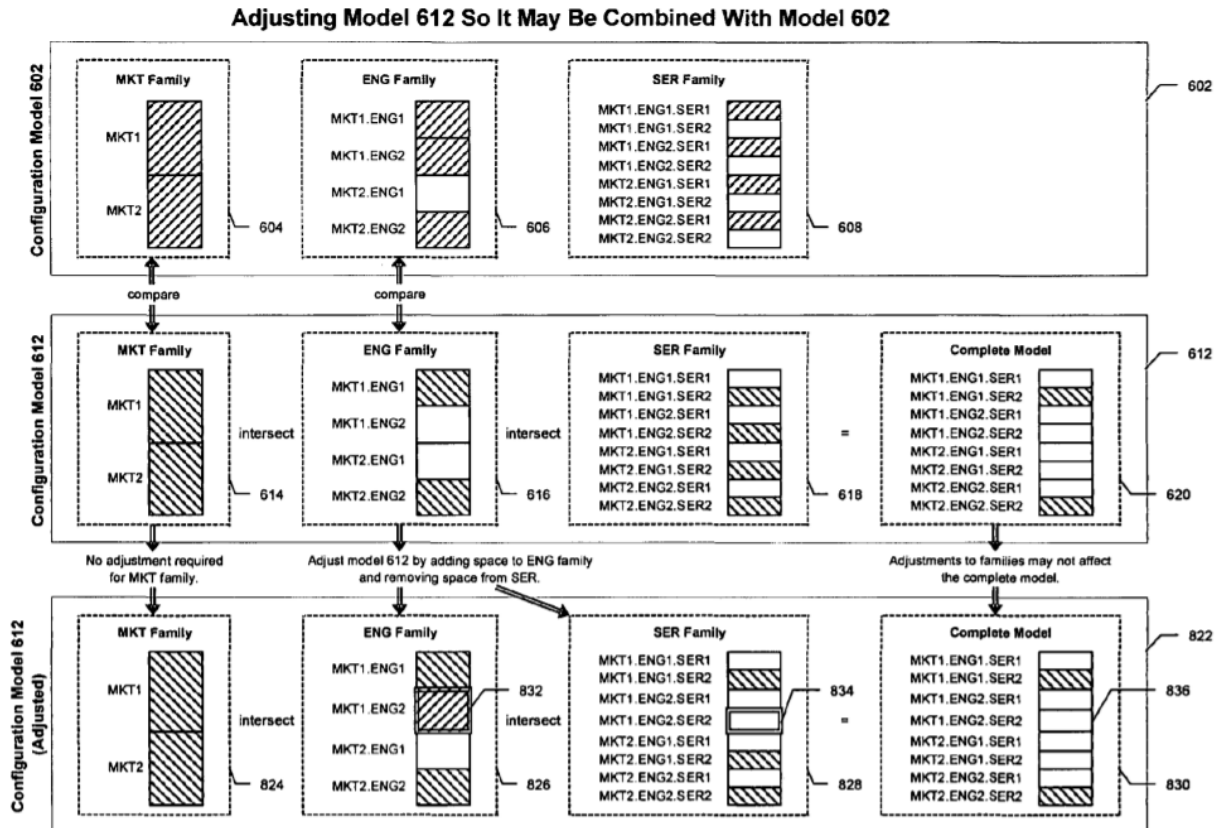 Adjusting Model 612 So It May Be Combined With Model 602
Configuration Model 602
MKT Family
MKT1
MKT2
604
ENG Family
MKT1.ENG1
MKT1.ENG2
MKT2.ENG1
MKT2.ENG2
606
SER Family
MKT1.ENG1.SER1
MKT1.ENG1.SER2
MKT1.ENG2.SER1
MKT1.ENG2.SER2
MKT2.ENG1.SER1
MKT2.ENG1.SER2
MKT2.ENG2.SER1
MKT2.ENG2.SER2
608
602
compare
compare
Configuration Model 612
MKT Family
MKT1
MKT2
614
intersect
ENG Family
MKT1.ENG1
MKT1.ENG2
MKT2.ENG1
MKT2.ENG2
616
intersect
SER Family
MKT1.ENG1.SER1
MKT1.ENG1.SER2
MKT1.ENG2.SER1
MKT1.ENG2.SER2
MKT2.ENG1.SER1
MKT2.ENG1.SER2
MKT2.ENG2.SER1
MKT2.ENG2.SER2
618
=
Complete Model
MKT1.ENG1.SER1
MKT1.ENG1.SER2
MKT1.ENG2.SER1
MKT1.ENG2.SER2
MKT2.ENG1.SER1
MKT2.ENG1.SER2
MKT2.ENG2.SER1
MKT2.ENG2.SER2
620
612
No adjustment required
for MKT family.
Adjust model 612 by adding space to ENG family
and removing space from SER.
Adjustments to families may not affect
the complete model.
Configuration Model 612
(Adjusted)
MKT Family
MKT1
MKT2
824
intersect
ENG Family
MKT1.ENG1
MKT1.ENG2
MKT2.ENG1
MKT2.ENG2
832
826
intersect
SER Family
MKT1.ENG1.SER1
MKT1.ENG1.SER2
MKT1.ENG2.SER1
MKT1.ENG2.SER2
MKT2.ENG1.SER1
MKT2.ENG1.SER2
MKT2.ENG2.SER1
MKT2.ENG2.SER2
834
828
=
Complete Model
MKT1.ENG1.SER1
MKT1.ENG1.SER2
MKT1.ENG2.SER1
MKT1.ENG2.SER2
MKT2.ENG1.SER1
MKT2.ENG1.SER2
MKT2.ENG2.SER1
MKT2.ENG2.SER2
822
836
830